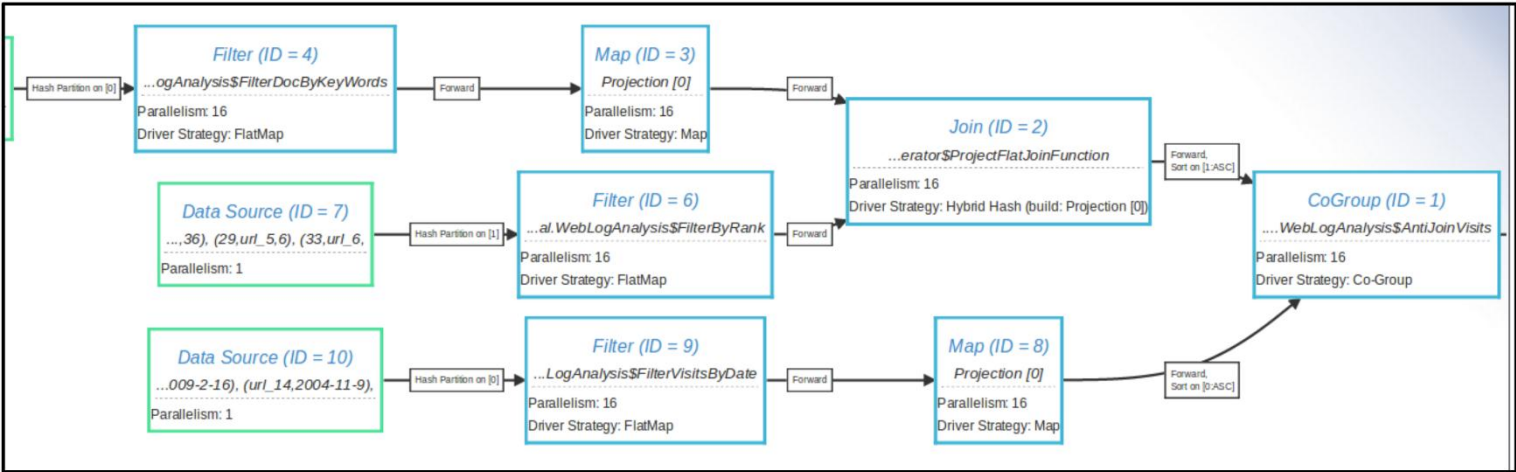 Hash Partition on [0]
Filter (ID = 4)
...ogAnalysis$FilterDocByKeyWords
Parallelism: 16
Driver Strategy: FlatMap
Forward
Map (ID = 3)
Projection [0]
Parallelism: 16
Driver Strategy: Map
Forward
Data Source (ID = 7)
...,36), (29,url_5,6), (33,url_6,
Parallelism: 1
Hash Partition on [1]
Filter (ID = 6)
...al.WebLogAnalysis$FilterByRank
Parallelism: 16
Driver Strategy: FlatMap
Forward
Join (ID = 2)
...erator$ProjectFlatJoinFunction
Parallelism: 16
Driver Strategy: Hybrid Hash (build: Projection [0])
Forward,
Sort on [1:ASC]
Data Source (ID = 10)
...009-2-16), (url_14,2004-11-9),
Parallelism: 1
Hash Partition on [0]
Filter (ID = 9)
...LogAnalysis$FilterVisitsByDate
Parallelism: 16
Driver Strategy: FlatMap
Forward
Map (ID = 8)
Projection [0]
Parallelism: 16
Driver Strategy: Map
Forward,
Sort on [0:ASC]
CoGroup (ID = 1)
....WebLogAnalysis$AntiJoinVisits
Parallelism: 16
Driver Strategy: Co-Group